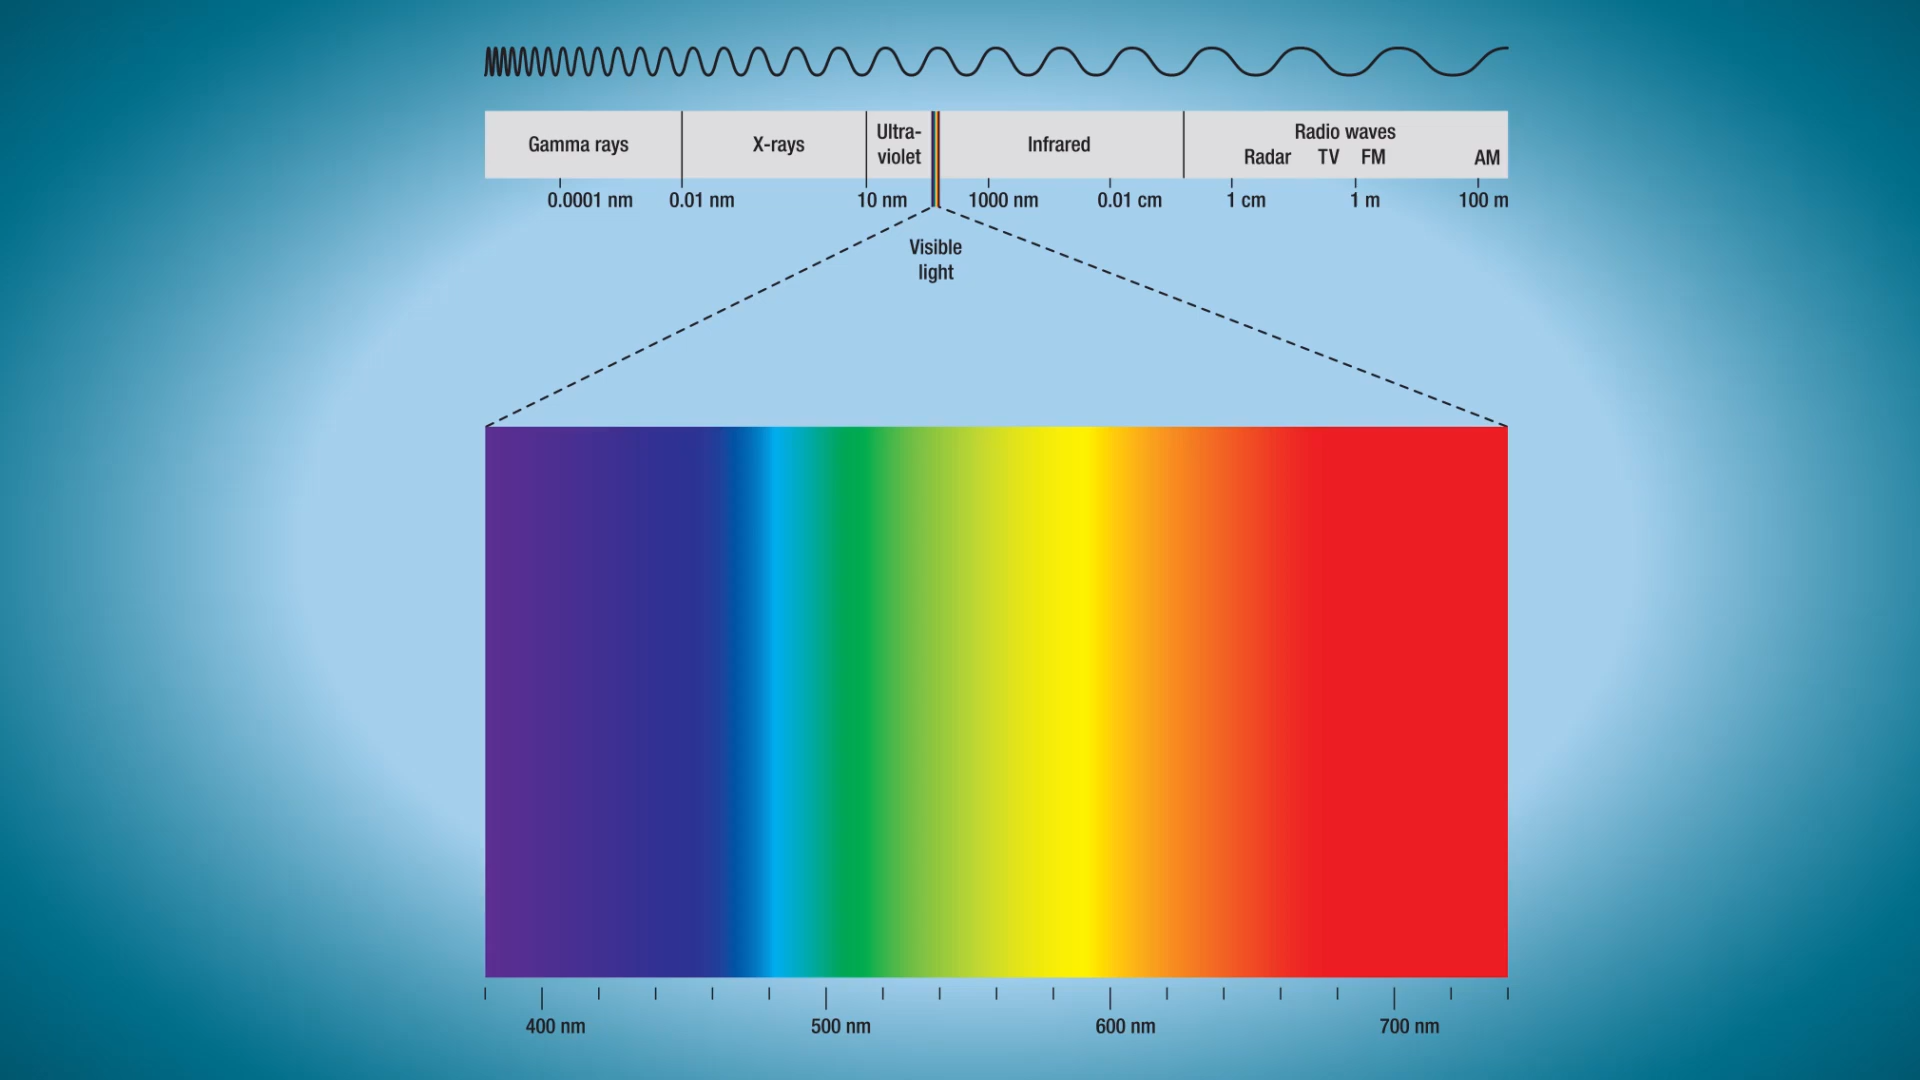 Gamma rays
X-rays
Ultra-
violet
Infrared
Radio waves
Radar TV FM AM
0.0001 nm 0.01 nm 10 nm 1000 nm 0.01 cm 1 cm 1 m 100 m
Visible
light
400 nm 500 nm 600 nm 700 nm